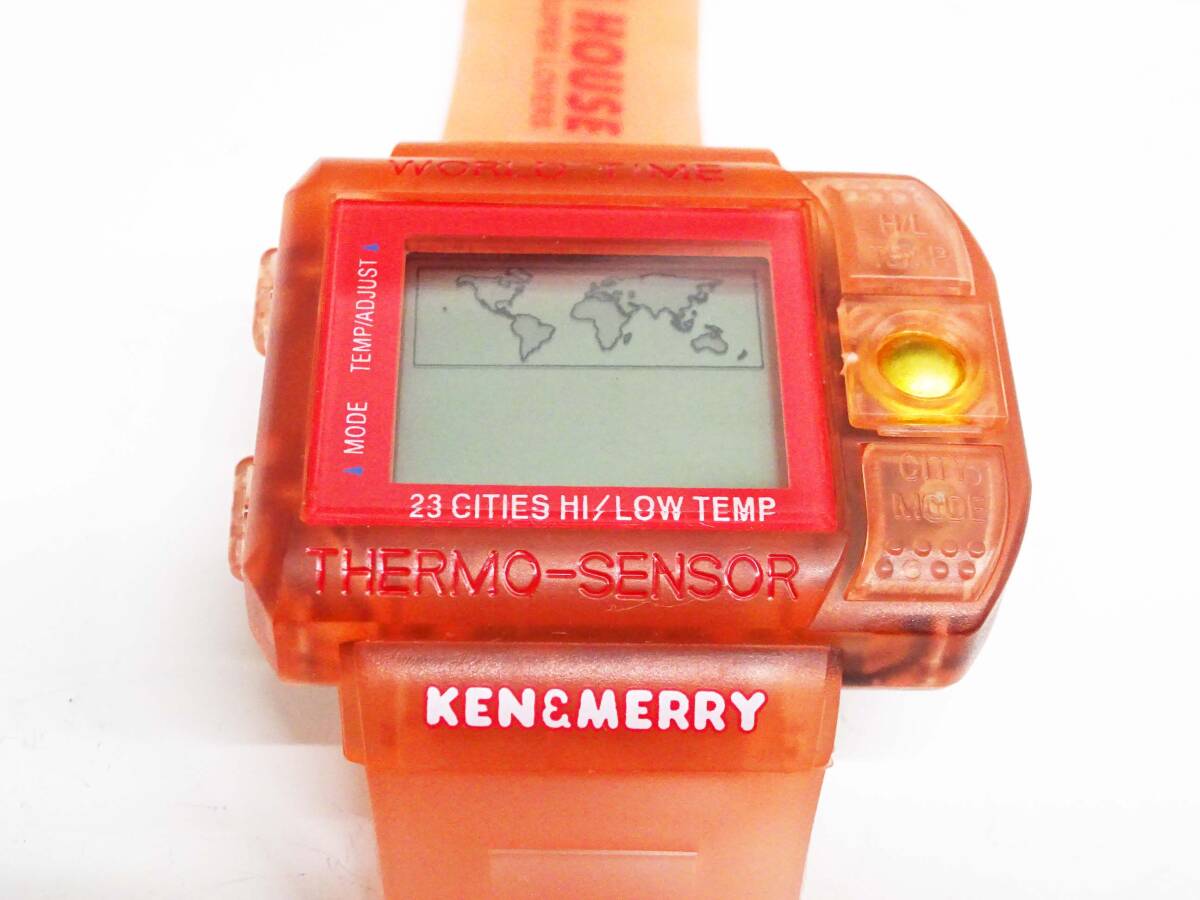 HOUSE
WORLD TIME
H/L
TEMP
MODE TEMP/ADJUST
CITY
MODE
23 CITIES HI/LOW TEMP
THERMO-SENSOR
KEN&MERRY